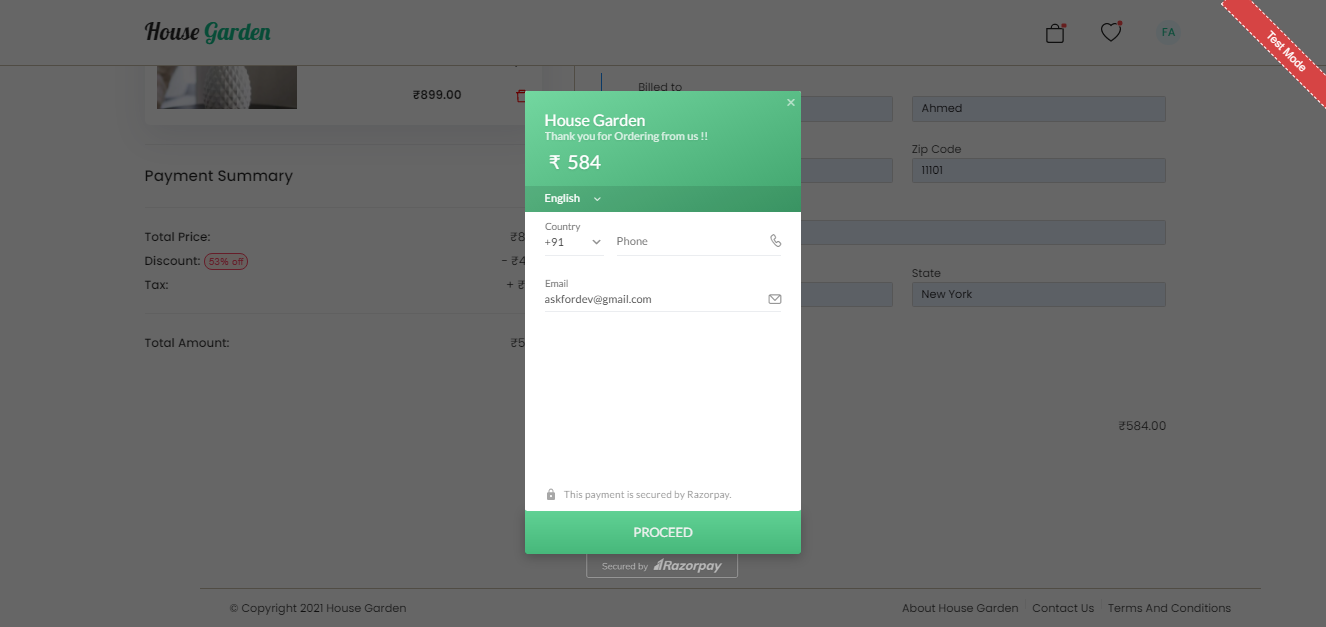 House Garden
FA
Test Mode
₹899.00
Billed to
Ahmed
Zip Code
11101
State
New York
₹584.00
Payment Summary
Total Price:
₹8
Discount: 53% off
- ₹4
Tax:
+ ₹
Total Amount:
₹5
×
House Garden
Thank you for Ordering from us !!
₹ 584
English
Country
+91
Phone
Email
askfordev@gmail.com
This payment is secured by Razorpay.
PROCEED
Secured by Razorpay
© Copyright 2021 House Garden
About House Garden
Contact Us
Terms And Conditions